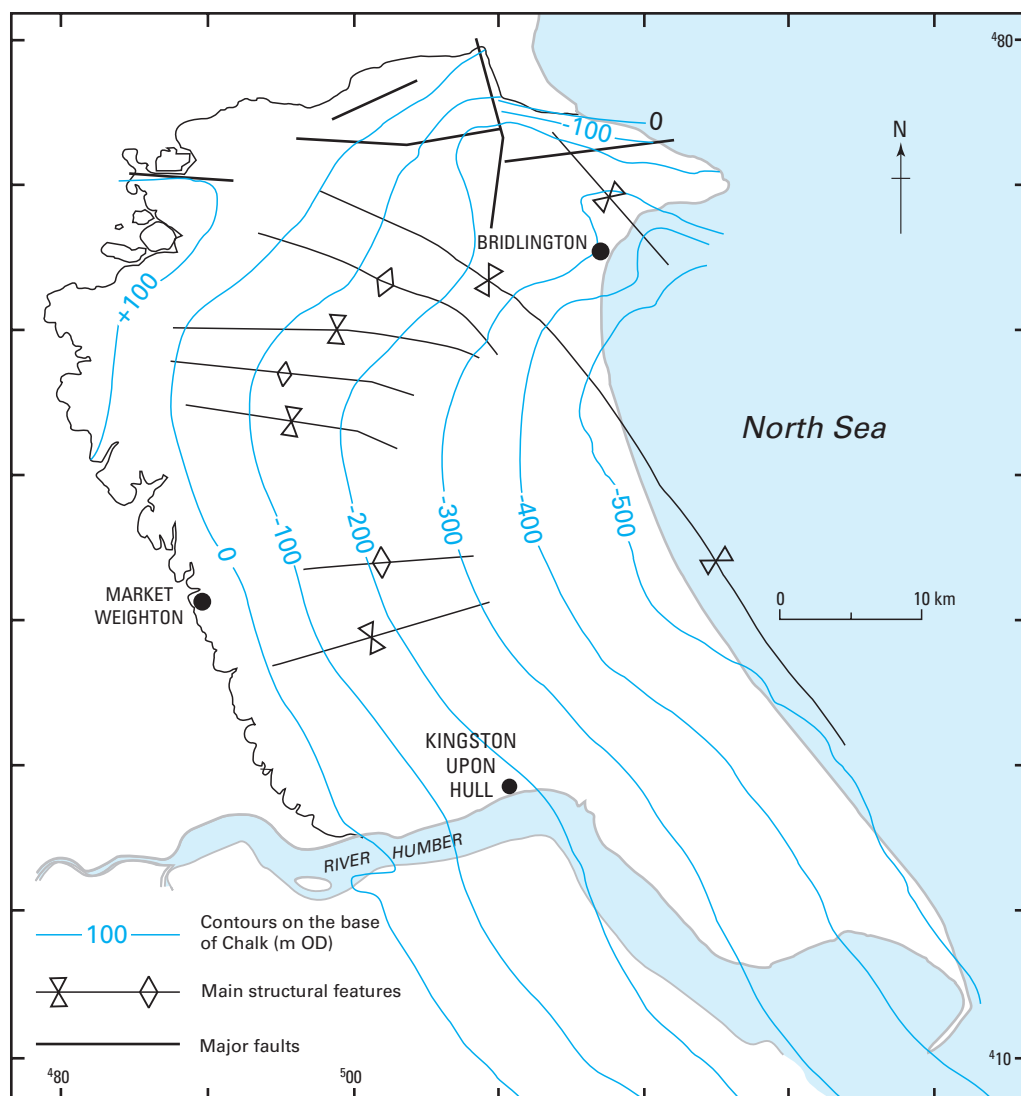 ⁴80
0
-100
N
BRIDLINGTON
+100
North Sea
0
-100
-200
-300
-400
-500
MARKET
WEIGHTON
0 10 km
KINGSTON
UPON
HULL
RIVER HUMBER
100
Contours on the base
of Chalk (m OD)
Main structural features
Major faults
⁴80
⁵00
⁴10